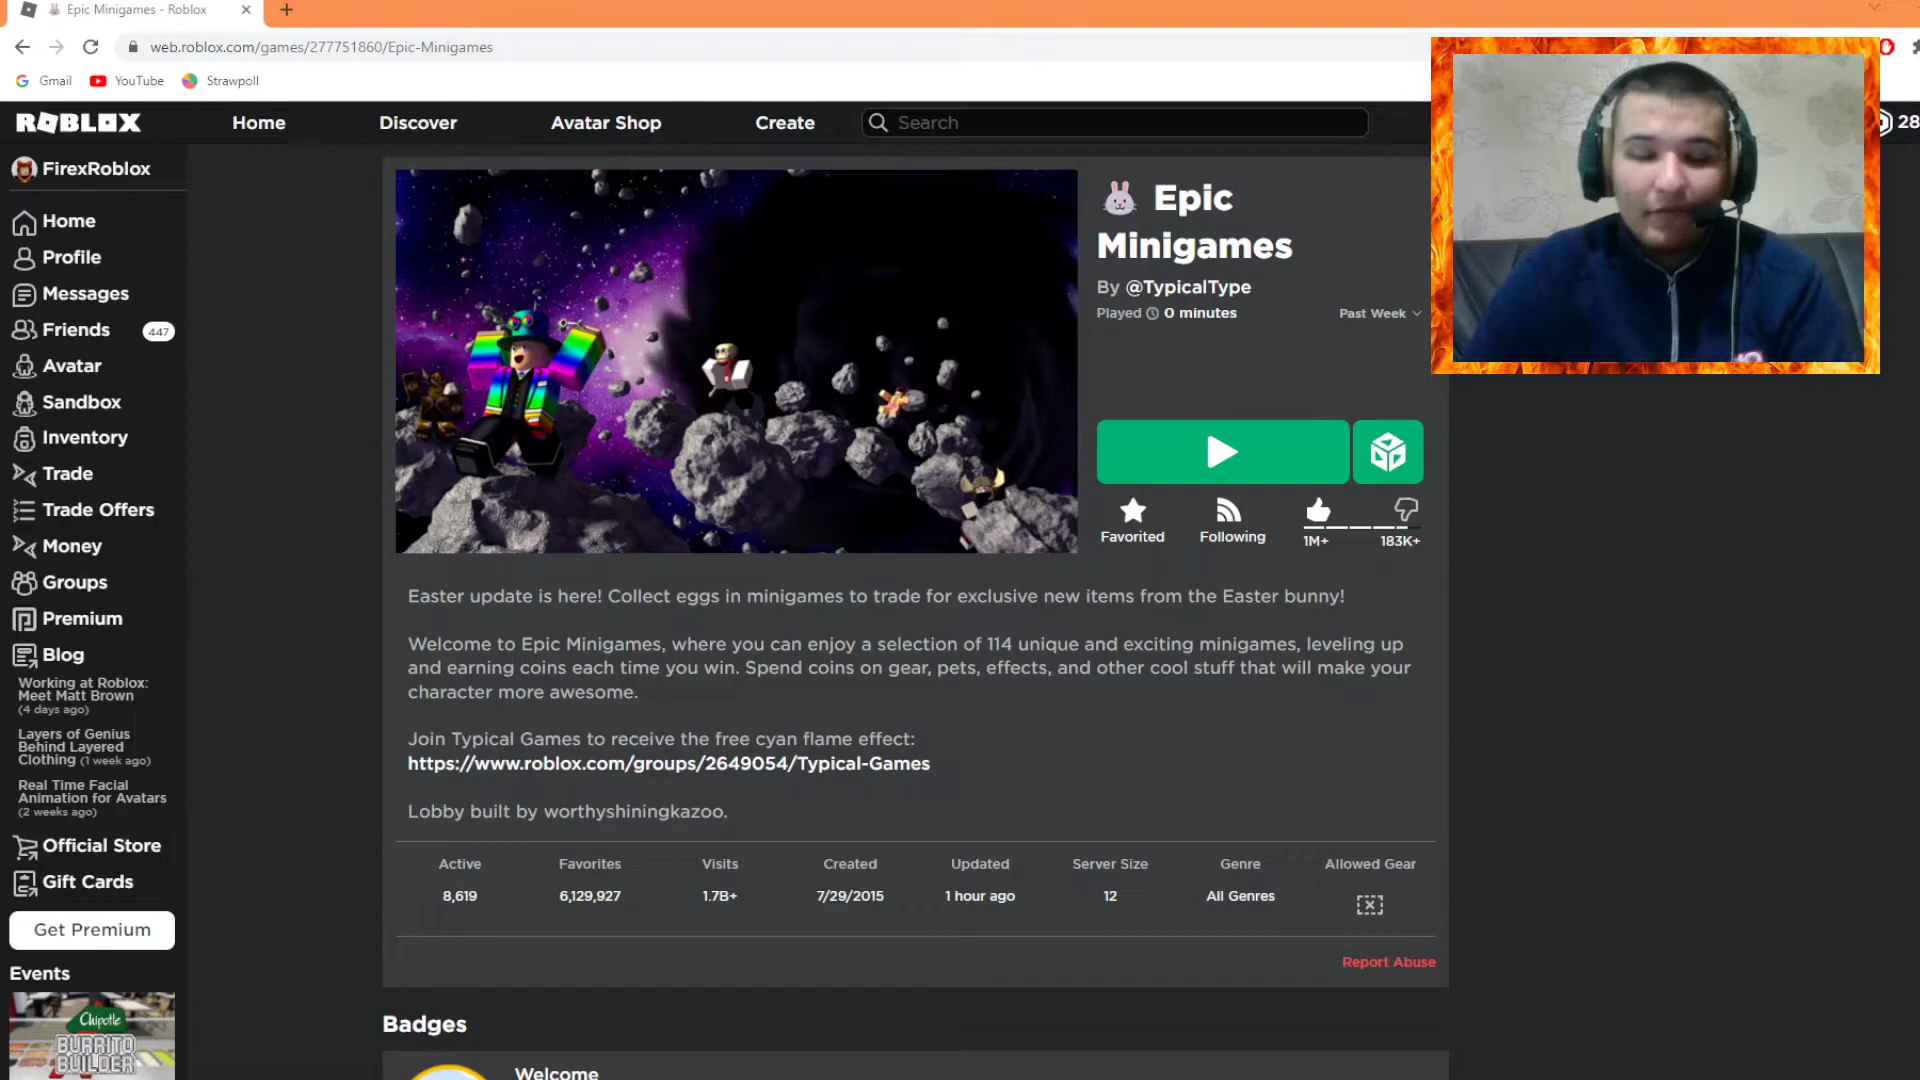 Epic Minigames - Roblox
web.roblox.com/games/277751860/Epic-Minigames
Gmail
YouTube
Strawpoll
ROBLOX
Home
Discover
Avatar Shop
Create
Search
28
FirexRoblox
Home
Profile
Messages
Friends
447
Avatar
Sandbox
Inventory
Trade
Trade Offers
Money
Groups
Premium
Blog
Working at Roblox:
Meet Matt Brown
(4 days ago)
Layers of Genius
Behind Layered
Clothing (1 week ago)
Real Time Facial
Animation for Avatars
(2 weeks ago)
Official Store
Gift Cards
Get Premium
Events
Chipotle
BURRITO
BUILDER
Epic
Minigames
By @TypicalType
Played 0 minutes
Past Week
Favorited
Following
1M+
183K+
Easter update is here! Collect eggs in minigames to trade for exclusive new items from the Easter bunny!
Welcome to Epic Minigames, where you can enjoy a selection of 114 unique and exciting minigames, leveling up
and earning coins each time you win. Spend coins on gear, pets, effects, and other cool stuff that will make your
character more awesome.
Join Typical Games to receive the free cyan flame effect:
https://www.roblox.com/groups/2649054/Typical-Games
Lobby built by worthyshiningkazoo.
Active
Favorites
Visits
Created
Updated
Server Size
Genre
Allowed Gear
8,619
6,129,927
1.7B+
7/29/2015
1 hour ago
12
All Genres
Report Abuse
Badges
Welcome